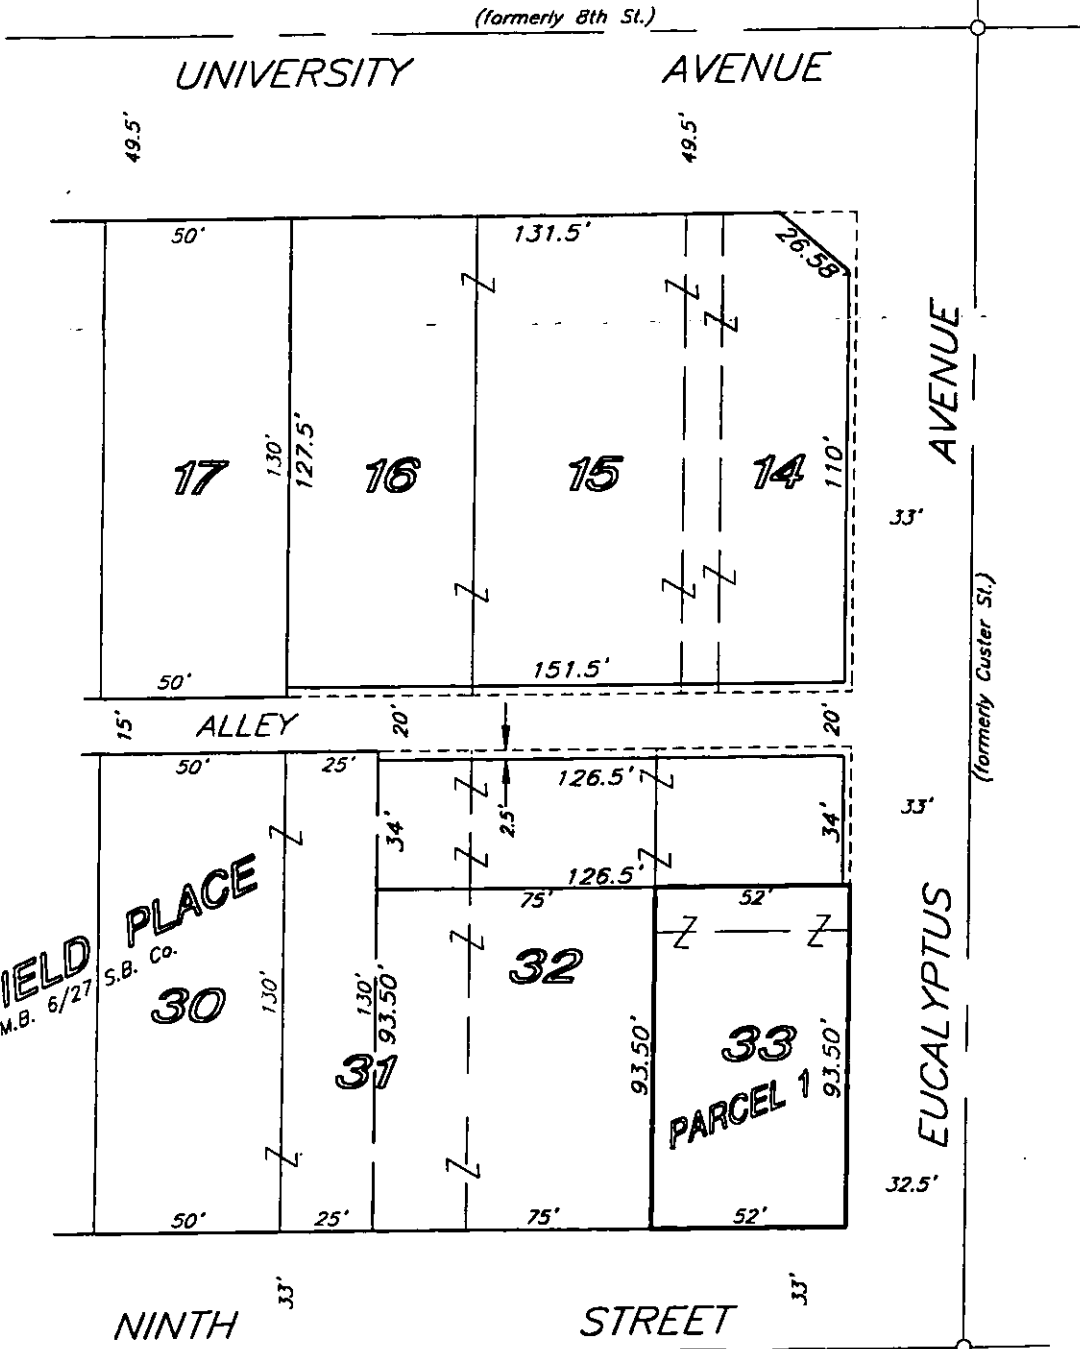 (formerly 8th St.)
UNIVERSITY AVENUE
49.5' 49.5'
50' 131.5' 26.58
AVENUE
130' 127.5' 110'
17 16 15 14
33'
(formerly Custer St.)
50' 151.5'
15' ALLEY 20' 20'
50' 25' 126.5'
2.5' 33'
34' 34'
126.5'
75' 52'
PLACE
IELD
M.B. 6/27 S.B. Co.
EUCALYPTUS
30 130' 130' 93.50' 32
31 93.50' 33 93.50'
PARCEL 1
32.5'
50' 25' 75' 52'
33' 33'
NINTH STREET